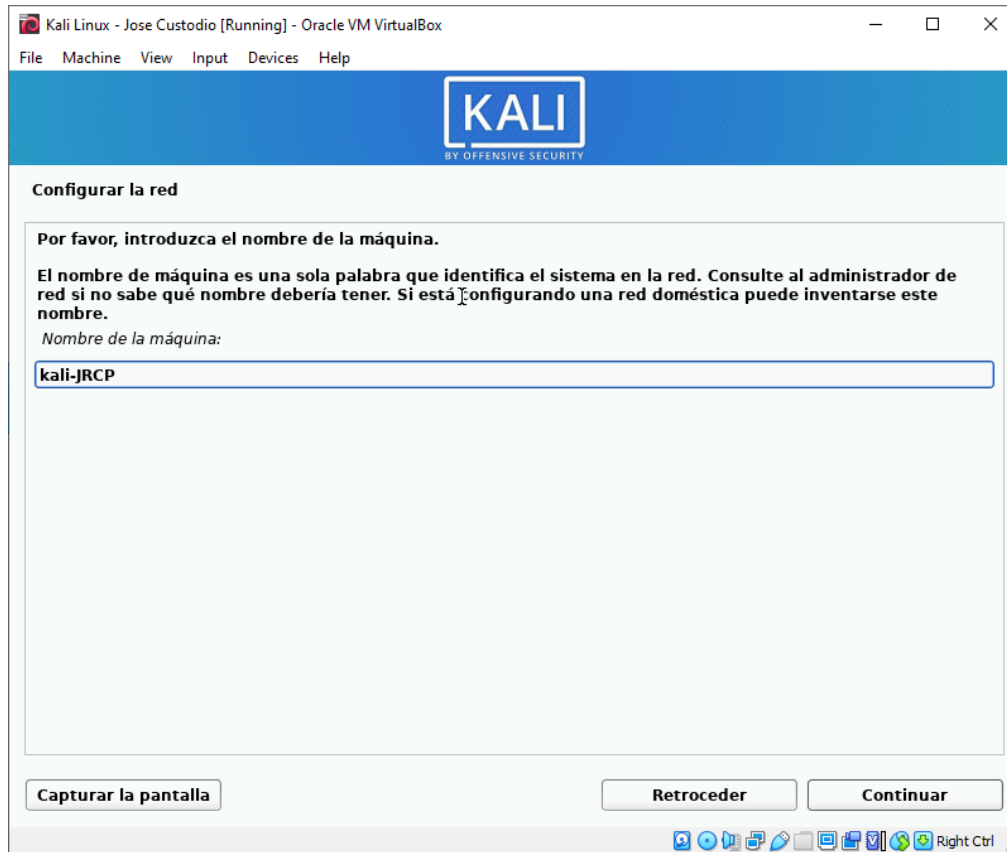 Kali Linux - Jose Custodio [Running] - Oracle VM VirtualBox
File Machine View Input Devices Help
KALI
BY OFFENSIVE SECURITY
Configurar la red
Por favor, introduzca el nombre de la máquina.
El nombre de máquina es una sola palabra que identifica el sistema en la red. Consulte al administrador de
red si no sabe qué nombre debería tener. Si está configurando una red doméstica puede inventarse este
nombre.
Nombre de la máquina:
kali-JRCP
Capturar la pantalla
Retroceder
Continuar
Right Ctrl